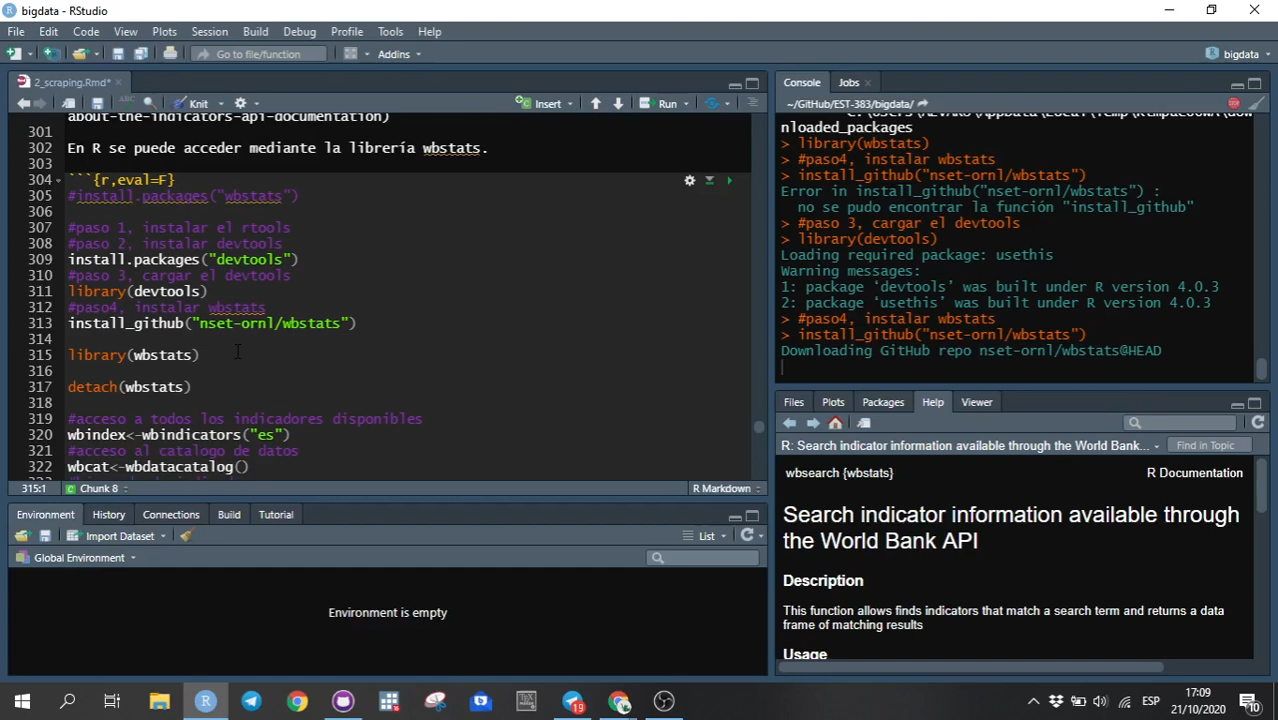 bigdata - RStudio
File Edit Code View Plots Session Build Debug Profile Tools Help
Go to file/function
Addins
bigdata
2_scraping.Rmd*
ABC
Knit
Insert
Run
about-the-indicators-api-documentation)
301
302 En R se puede acceder mediante la librería wbstats.
303
304 ```{r,eval=F}
305 #install.packages("wbstats")
306
307 #paso 1, instalar el rtools
308 #paso 2, instalar devtools
309 install.packages("devtools")
310 #paso 3, cargar el devtools
311 library(devtools)
312 #paso4, instalar wbstats
313 install_github("nset-ornl/wbstats")
314
315 library(wbstats)
316
317 detach(wbstats)
318
319 #acceso a todos los indicadores disponibles
320 wbindex<-wbindicators("es")
321 #acceso al catalogo de datos
322 wbcat<-wbdatacatalog()
315:1 Chunk 8 R Markdown
Environment History Connections Build Tutorial
Import Dataset List
Global Environment
Environment is empty
Console Jobs
~/GitHub/EST-383/bigdata/
nloaded_packages
> library(wbstats)
> #paso4, instalar wbstats
> install_github("nset-ornl/wbstats")
Error in install_github("nset-ornl/wbstats") :
no se pudo encontrar la función "install_github"
> #paso 3, cargar el devtools
> library(devtools)
Loading required package: usethis
Warning messages:
1: package ‘devtools’ was built under R version 4.0.3
2: package ‘usethis’ was built under R version 4.0.3
> #paso4, instalar wbstats
> install_github("nset-ornl/wbstats")
Downloading GitHub repo nset-ornl/wbstats@HEAD
Files Plots Packages Help Viewer
R: Search indicator information available through the World Bank... Find in Topic
wbsearch {wbstats} R Documentation
Search indicator information available through
the World Bank API
Description
This function allows finds indicators that match a search term and returns a data
frame of matching results
Usage
19
ESP
17:09
21/10/2020
10